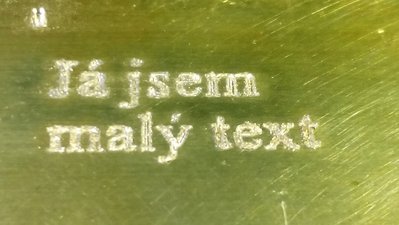 Já jsem
malý text